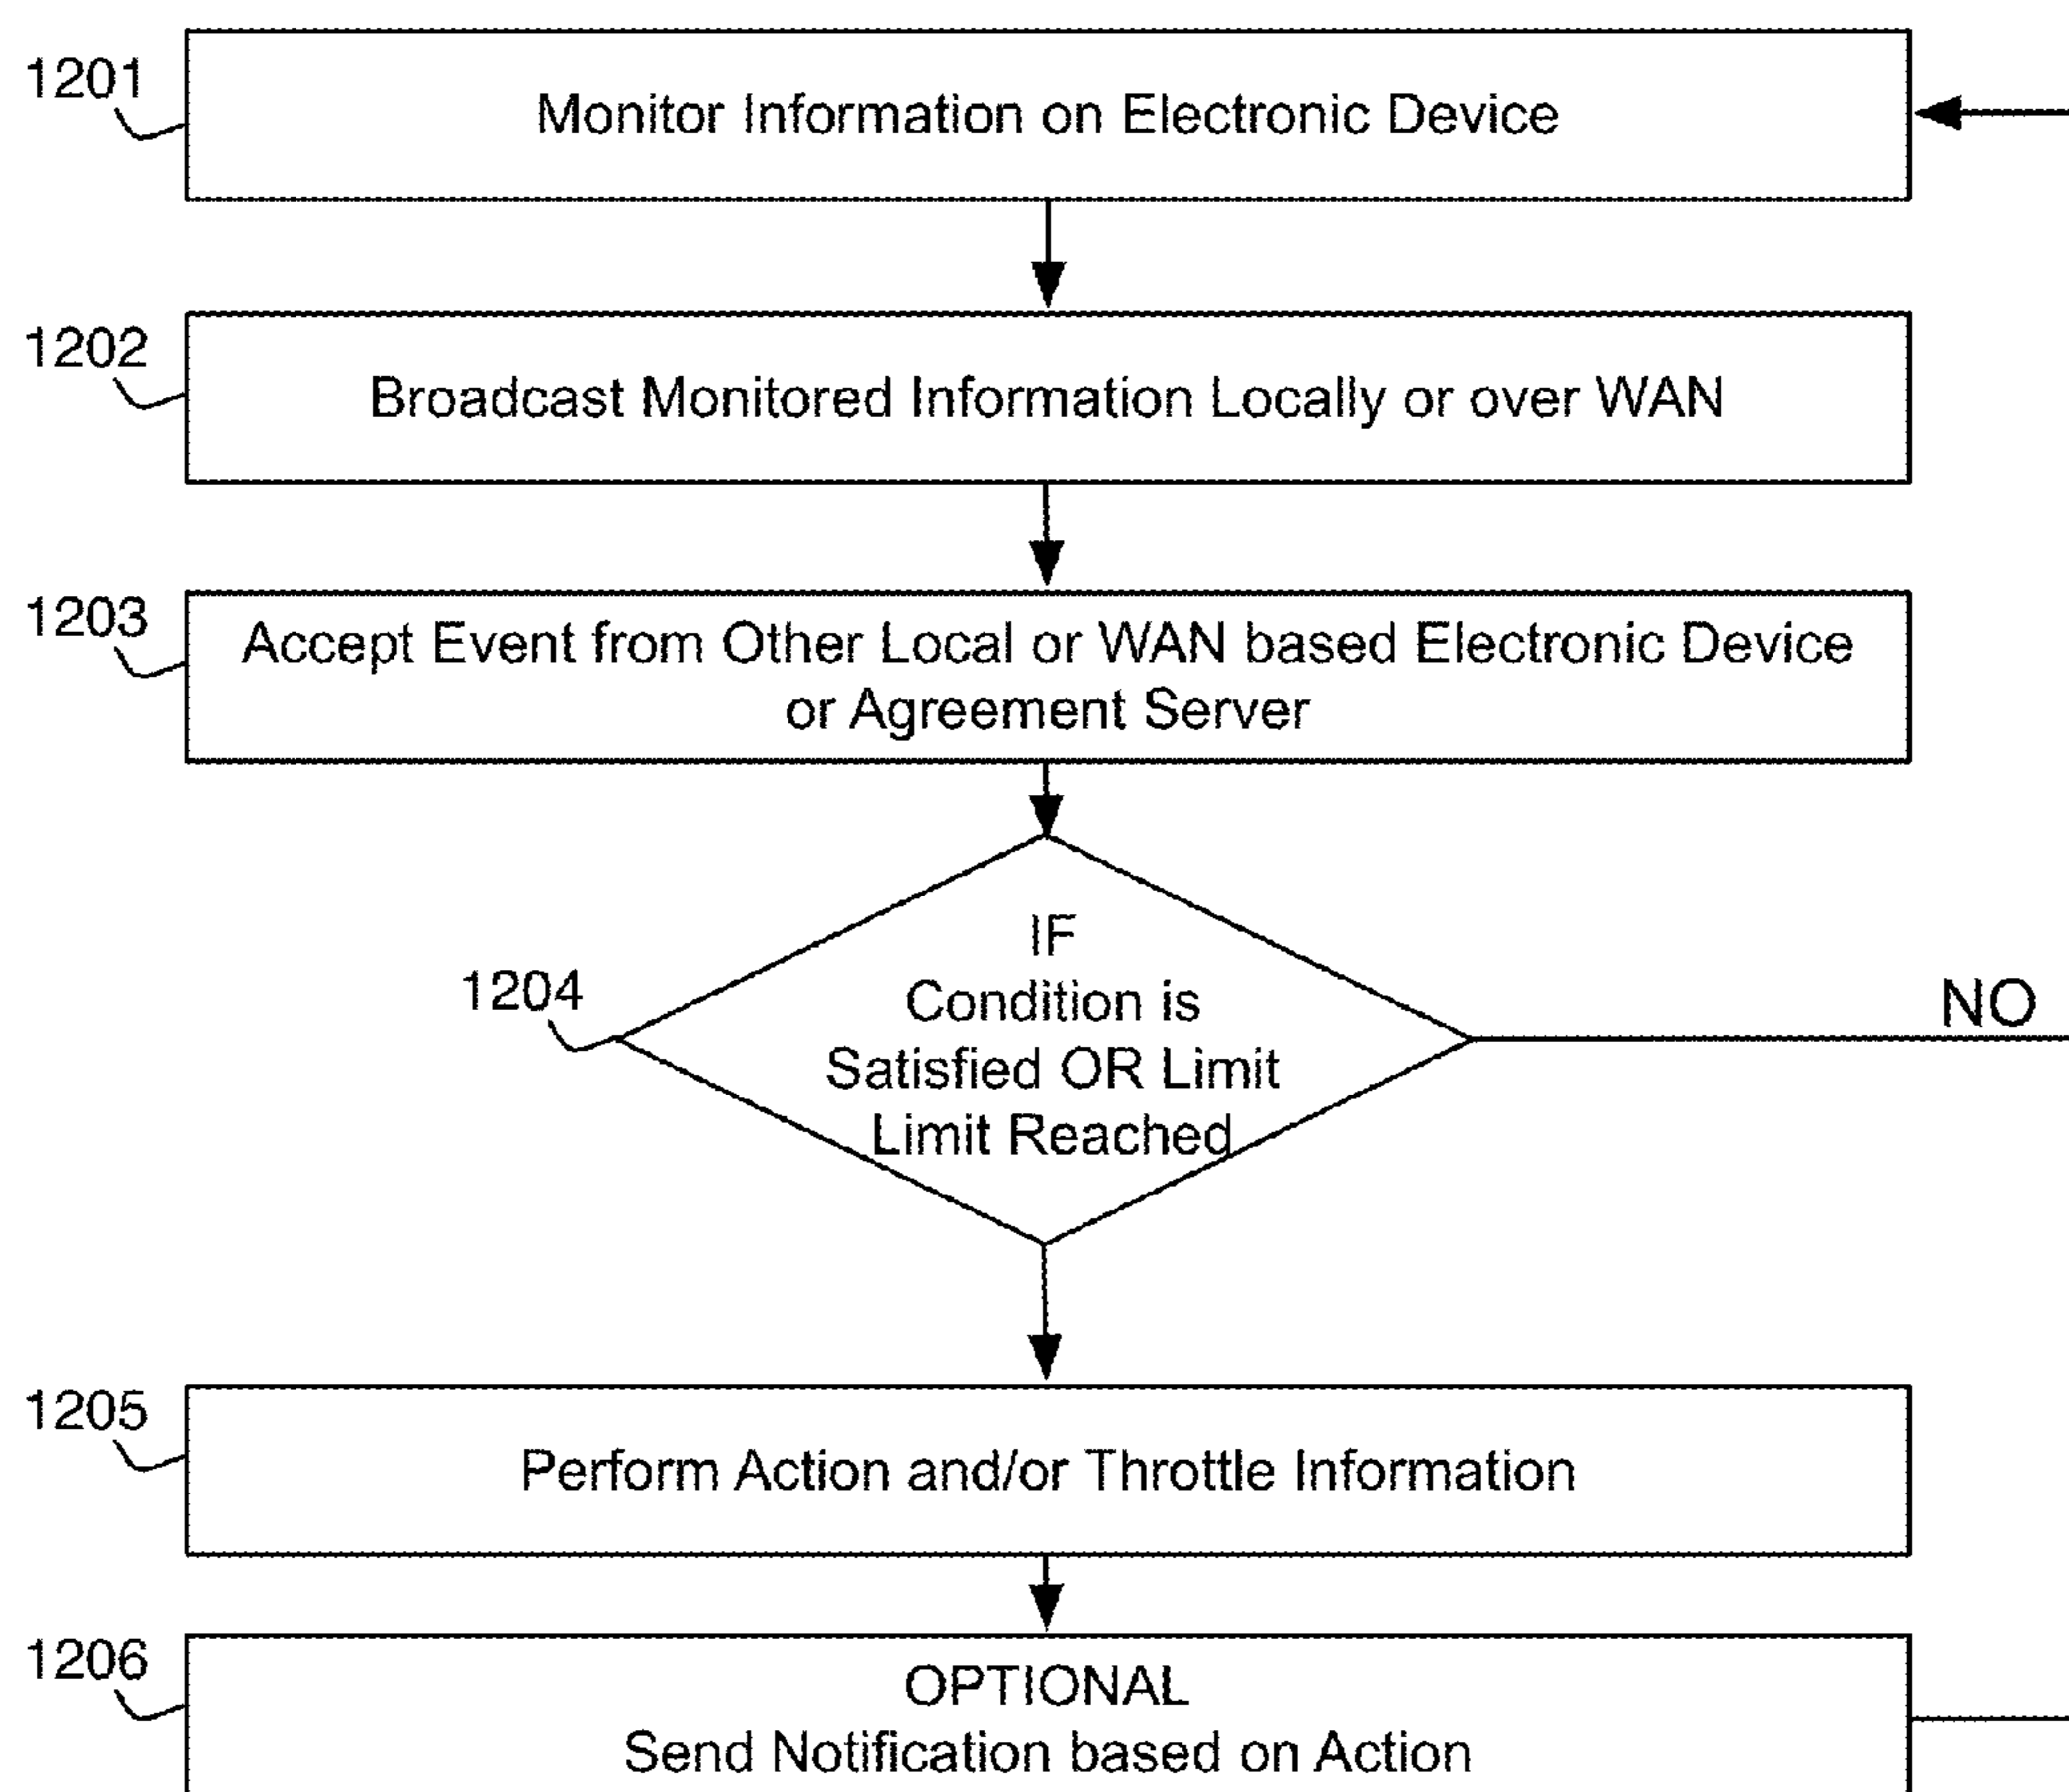 1201
Monitor Information on Electronic Device
1202
Broadcast Monitored Information Locally or over WAN
1203
Accept Event from Other Local or WAN based Electronic Device
or Agreement Server
1204
IF
Condition is
Satisfied OR Limit
Limit Reached
NO
1205
Perform Action and/or Throttle Information
1206
OPTIONAL
Send Notification based on Action